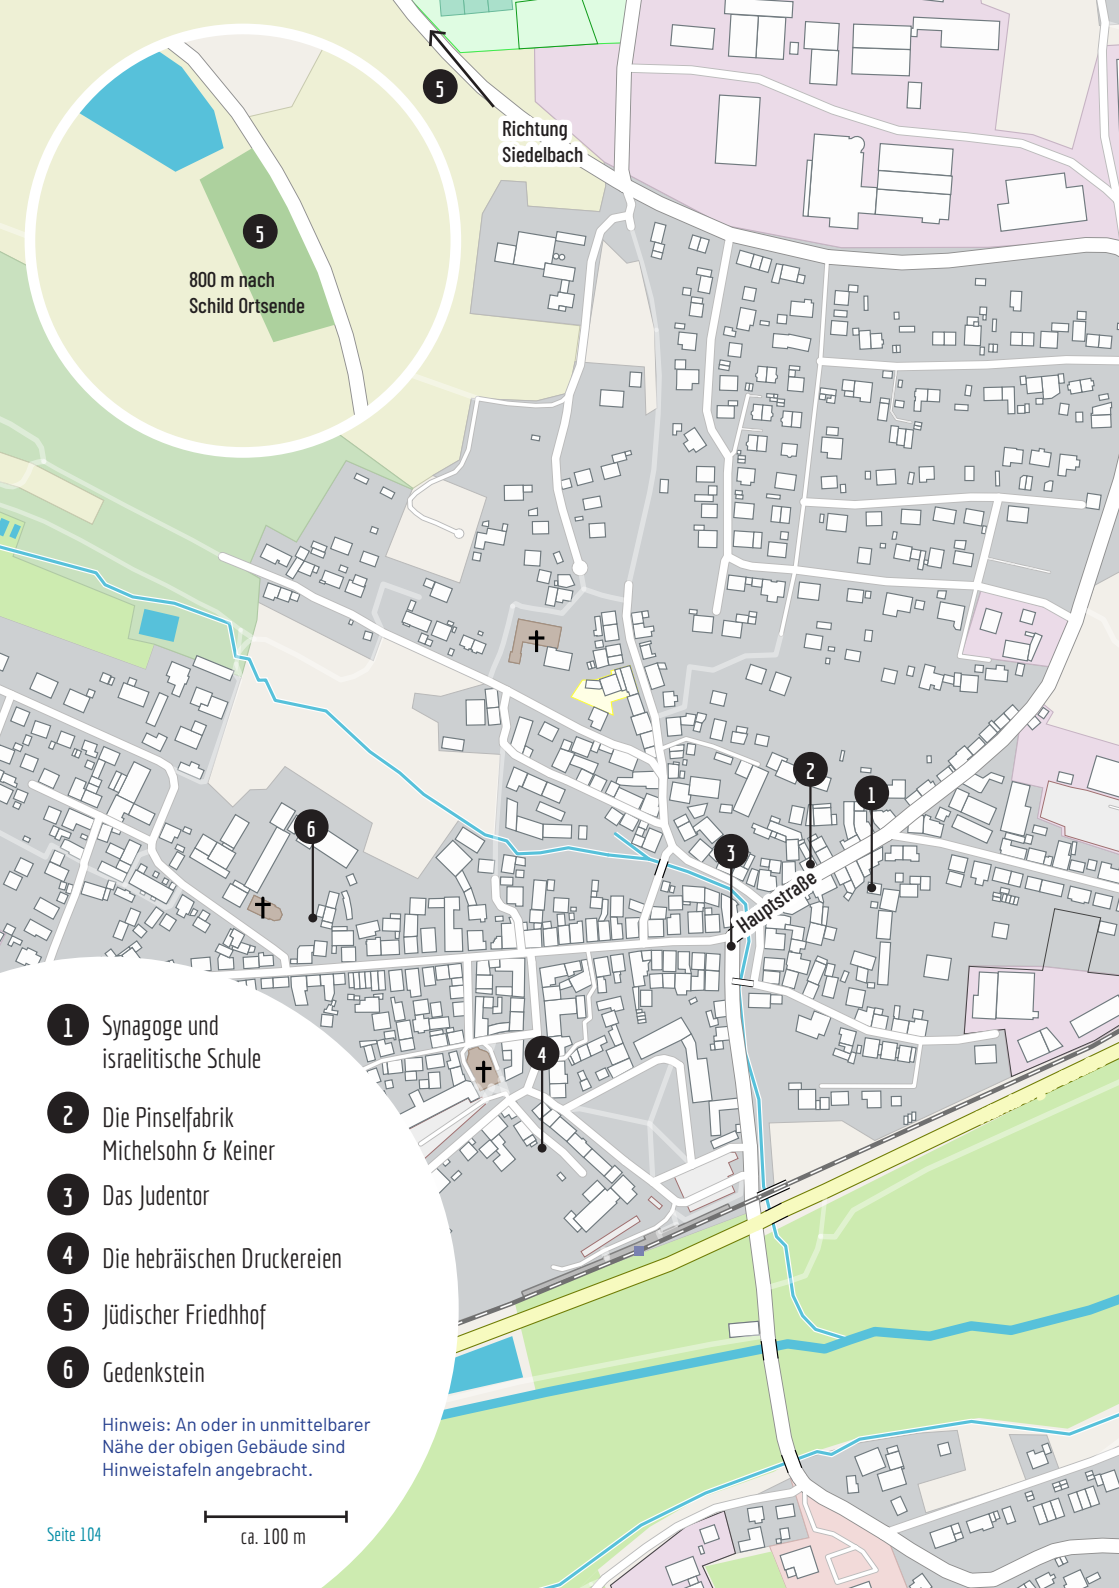 5
Richtung
Siedelbach
5
800 m nach
Schild Ortsende
2
1
3
6
Hauptstraße
4
1 Synagoge und
israelitische Schule
2 Die Pinselfabrik
Michelsohn & Keiner
3 Das Judentor
4 Die hebräischen Druckereien
5 Jüdischer Friedhhof
6 Gedenkstein
Hinweis: An oder in unmittelbarer
Nähe der obigen Gebäude sind
Hinweistafeln angebracht.
Seite 104
ca. 100 m